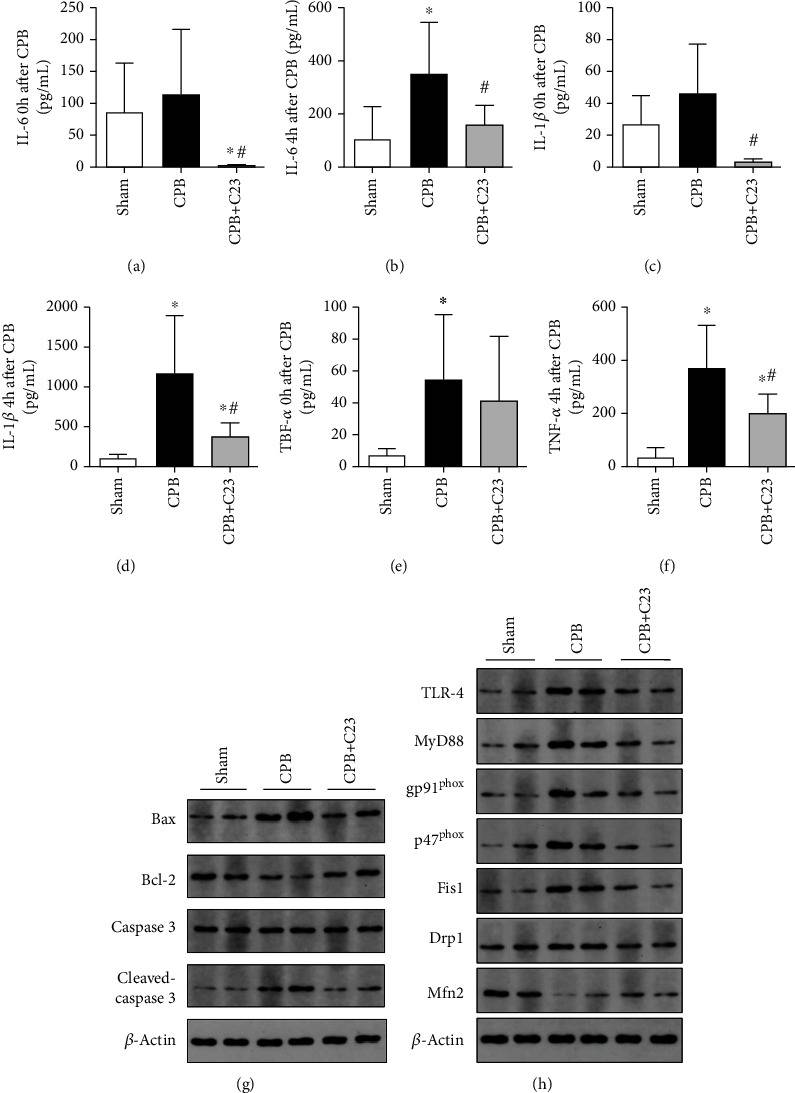 IL-6 0h after CPB
(pg/mL)
250
200
150
100
50
0
*#
Sham
CPB
CPB+C23
(a)
IL-6 4h after CPB (pg/mL)
600
400
200
0
*
#
Sham
CPB
CPB+C23
(b)
IL-1β 0h after CPB
(pg/mL)
100
80
60
40
20
0
#
Sham
CPB
CPB+C23
(c)
IL-1β 4h after CPB
(pg/mL)
2000
1500
1000
500
0
*
*#
Sham
CPB
CPB+C23
(d)
TBF-α 0h after CPB
(pg/mL)
100
80
60
40
20
0
*
Sham
CPB
CPB+C23
(e)
TNF-α 4h after CPB
(pg/mL)
600
400
200
0
*
*#
Sham
CPB
CPB+C23
(f)
Sham
CPB
CPB+C23
Bax
Bcl-2
Caspase 3
Cleaved-
caspase 3
β-Actin
(g)
Sham
CPB
CPB+C23
TLR-4
MyD88
gp91phox
p47phox
Fis1
Drp1
Mfn2
β-Actin
(h)